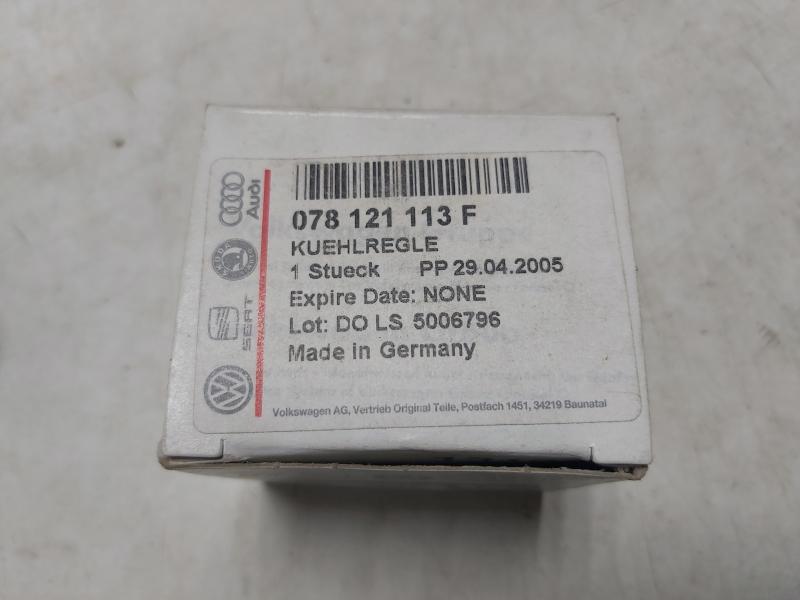 078 121 113 F
KUEHLREGLE
1 Stueck PP 29.04.2005
Expire Date: NONE
Lot: DO LS 5006796
Made in Germany
Volkswagen AG, Vertrieb Original Teile, Postfach 1451, 34219 Baunatal
Audi
SKODA
SEAT